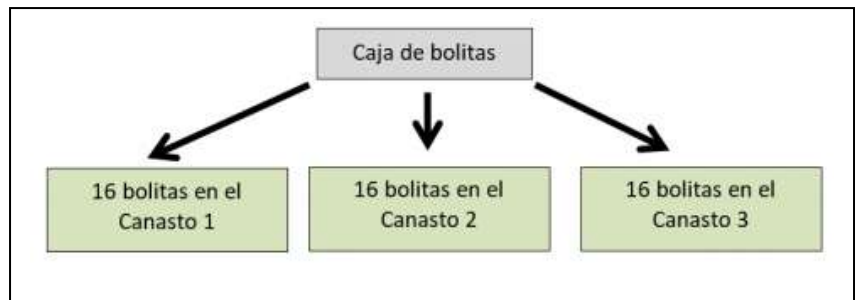 Caja de bolitas
16 bolitas en el
Canasto 1
16 bolitas en el
Canasto 2
16 bolitas en el
Canasto 3